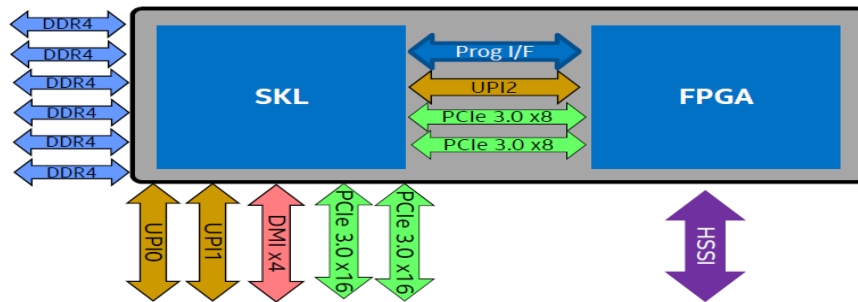 DDR4
DDR4
DDR4
DDR4
DDR4
DDR4
SKL
Prog I/F
UPI2
PCIe 3.0 x8
PCIe 3.0 x8
FPGA
UPI0
UPI1
DMI x4
PCIe 3.0 x16
PCIe 3.0 x16
HSSI